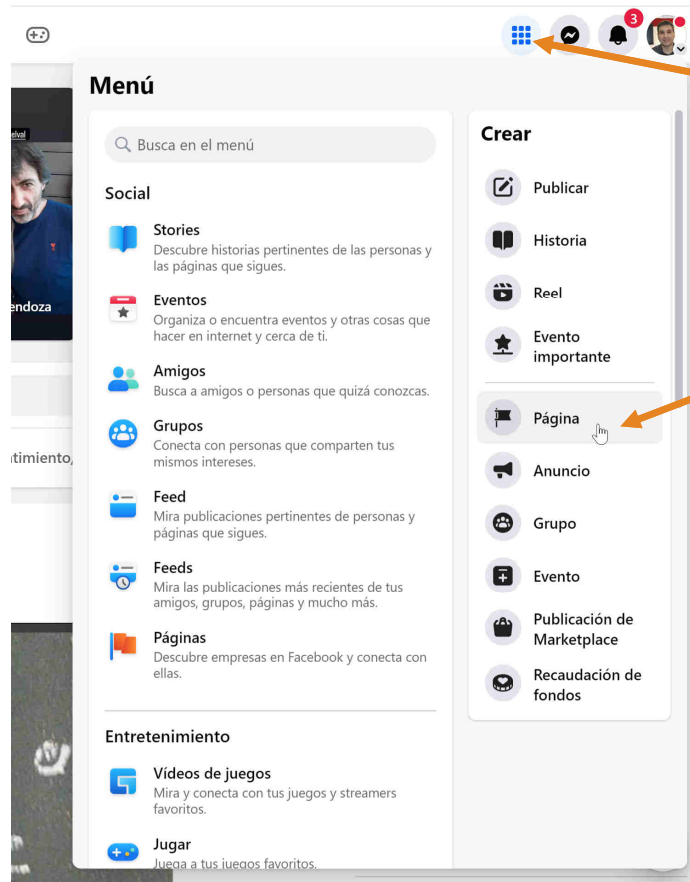 3
Menú
Busca en el menú
Social
Stories
Descubre historias pertinentes de las personas y
las páginas que sigues.
Eventos
Organiza o encuentra eventos y otras cosas que
hacer en internet y cerca de ti.
Amigos
Busca a amigos o personas que quizá conozcas.
Grupos
Conecta con personas que comparten tus
mismos intereses.
Feed
Mira publicaciones pertinentes de personas y
páginas que sigues.
Feeds
Mira las publicaciones más recientes de tus
amigos, grupos, páginas y mucho más.
Páginas
Descubre empresas en Facebook y conecta con
ellas.
Entretenimiento
Vídeos de juegos
Mira y conecta con tus juegos y streamers
favoritos.
Jugar
Juega a tus juegos favoritos.
Crear
Publicar
Historia
Reel
Evento
importante
Página
Anuncio
Grupo
Evento
Publicación de
Marketplace
Recaudación de
fondos
endoza
timiento,